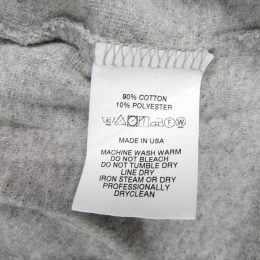 90% COTTON
10% POLYESTER
MADE IN USA
MACHINE WASH WARM
DO NOT BLEACH
DO NOT TUMBLE DRY
LINE DRY
IRON STEAM OR DRY
PROFESSIONALLY
DRYCLEAN